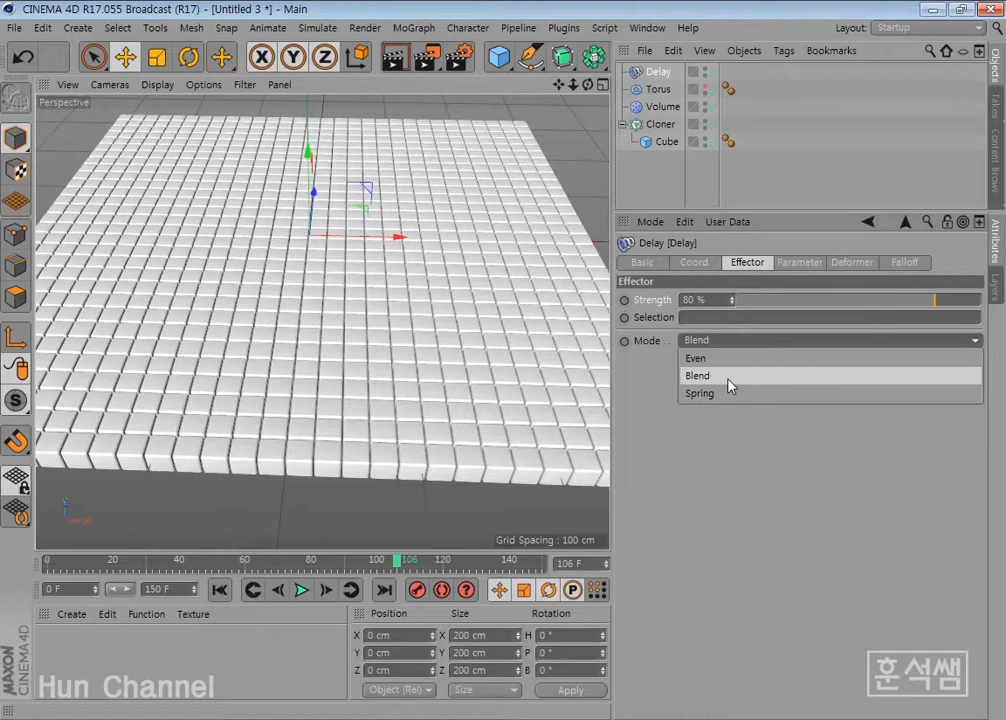 CINEMA 4D R17.055 Broadcast (R17) - [Untitled 3 *] - Main
File Edit Create Select Tools Mesh Snap Animate Simulate Render MoGraph Character Pipeline Plugins Script Window Help Layout: Startup
X Y Z
File Edit View Objects Tags Bookmarks
View Cameras Display Options Filter Panel
Perspective
Delay
Torus
Volume
Cloner
Cube
Objects
Takes
Content Brow
Mode Edit User Data
Delay [Delay]
Basic Coord. Effector Parameter Deformer Falloff
Effector
Strength 80 %
Selection
Mode . . Blend
Even
Blend
Spring
Attributes
Layers
S
Grid Spacing : 100 cm
0 20 40 60 80 100 106 120 140
106 F
0 F 150 F
P
Create Edit Function Texture
Position Size Rotation
X 0 cm X 200 cm H 0 °
Y 0 cm Y 200 cm P 0 °
Z 0 cm Z 200 cm B 0 °
Object (Rel) Size Apply
MAXON
CINEMA 4D
Hun Channel
훈석쌤